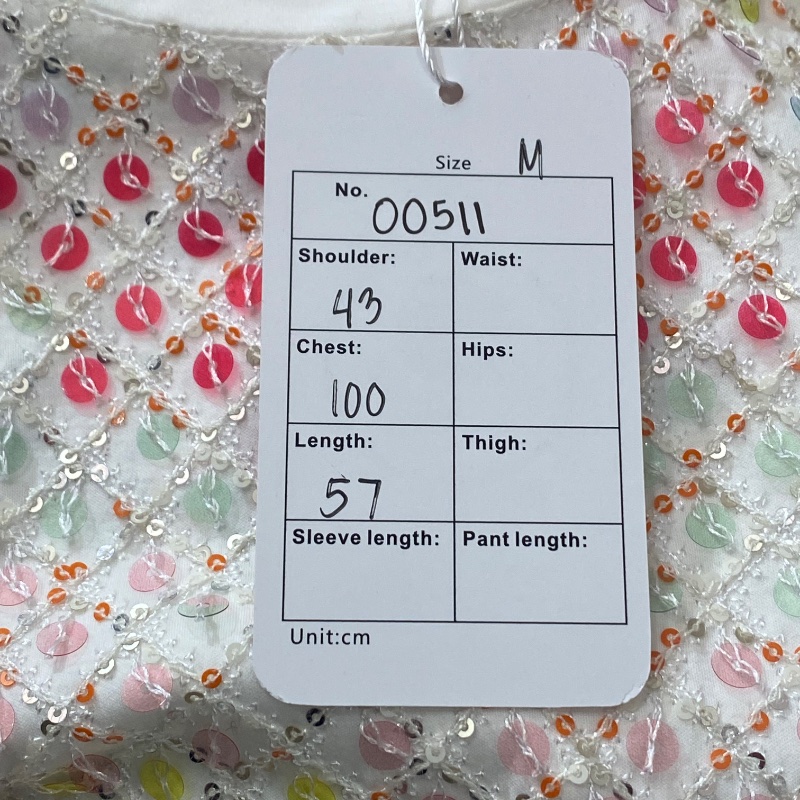 Size M
No. 00511
Shoulder: Waist:
43
Chest: Hips:
100
Length: Thigh:
57
Sleeve length: Pant length:
Unit:cm